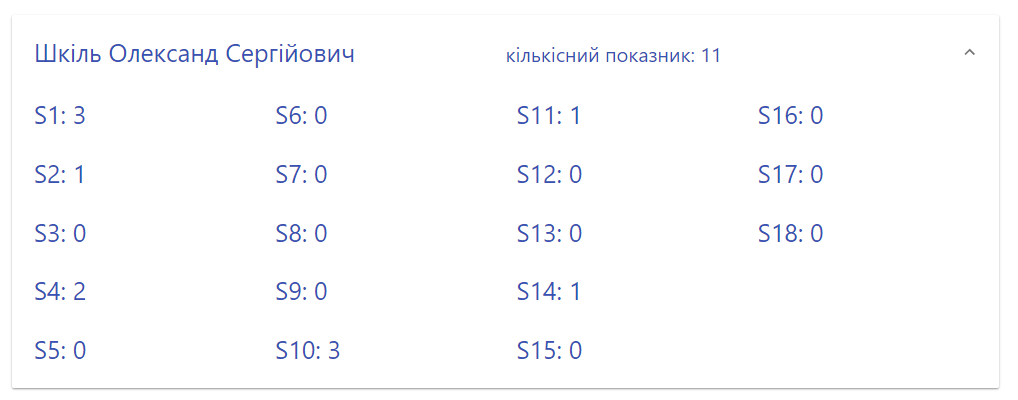 Шкіль Олександ Сергійович
кількісний показник: 11
S1: 3
S2: 1
S3: 0
S4: 2
S5: 0
S6: 0
S7: 0
S8: 0
S9: 0
S10: 3
S11: 1
S12: 0
S13: 0
S14: 1
S15: 0
S16: 0
S17: 0
S18: 0